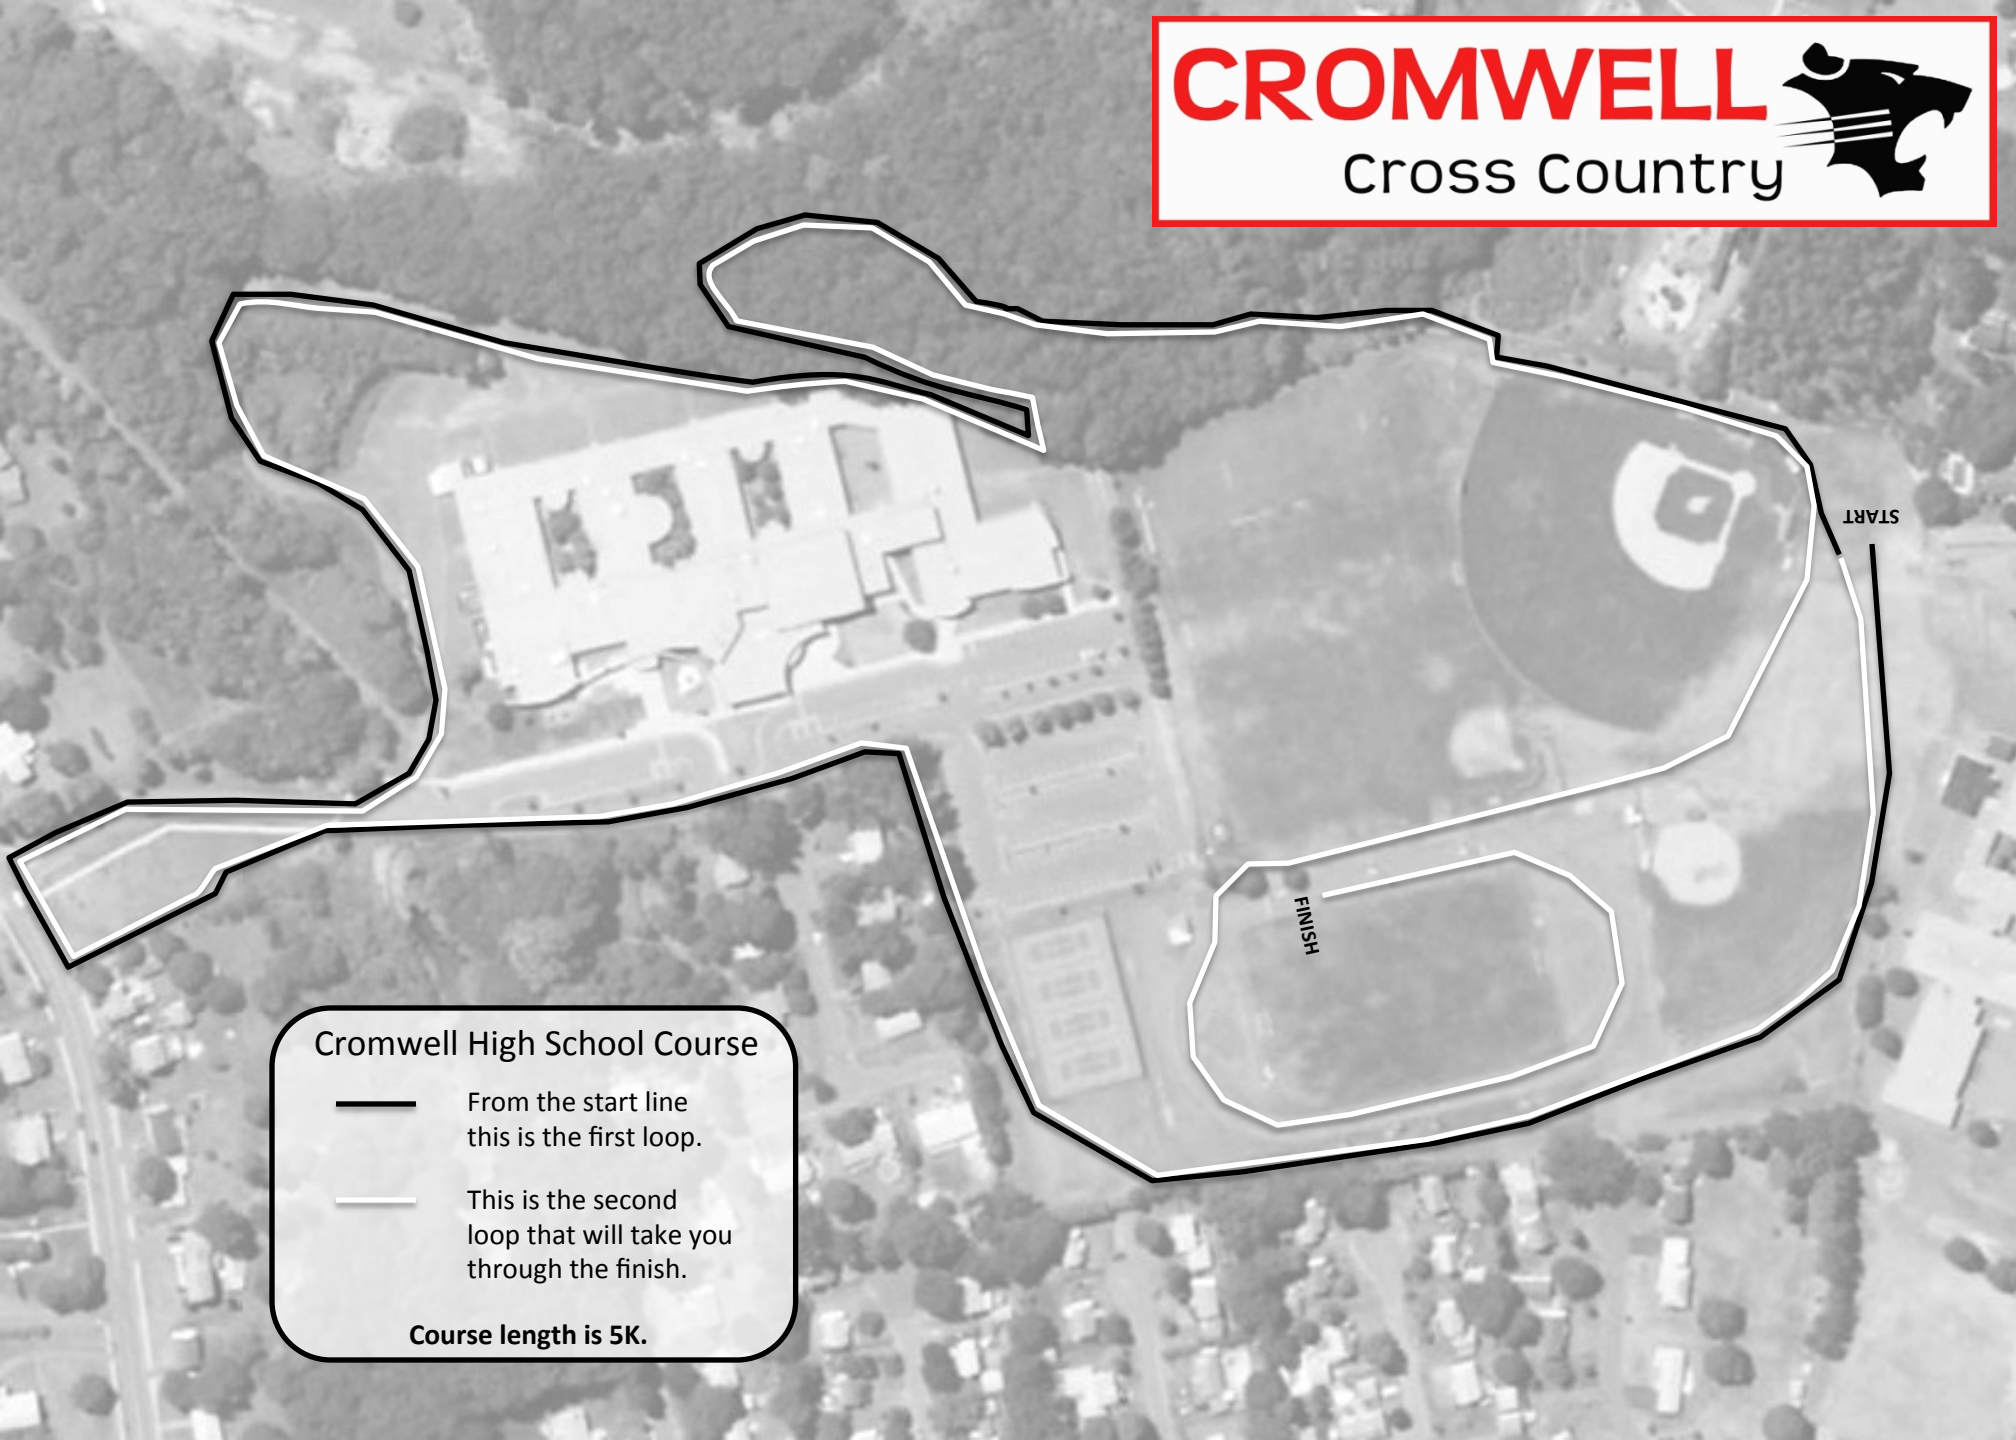 CROMWELL
Cross Country
START
FINISH
Cromwell High School Course
From the start line
this is the first loop.
This is the second
loop that will take you
through the finish.
Course length is 5K.